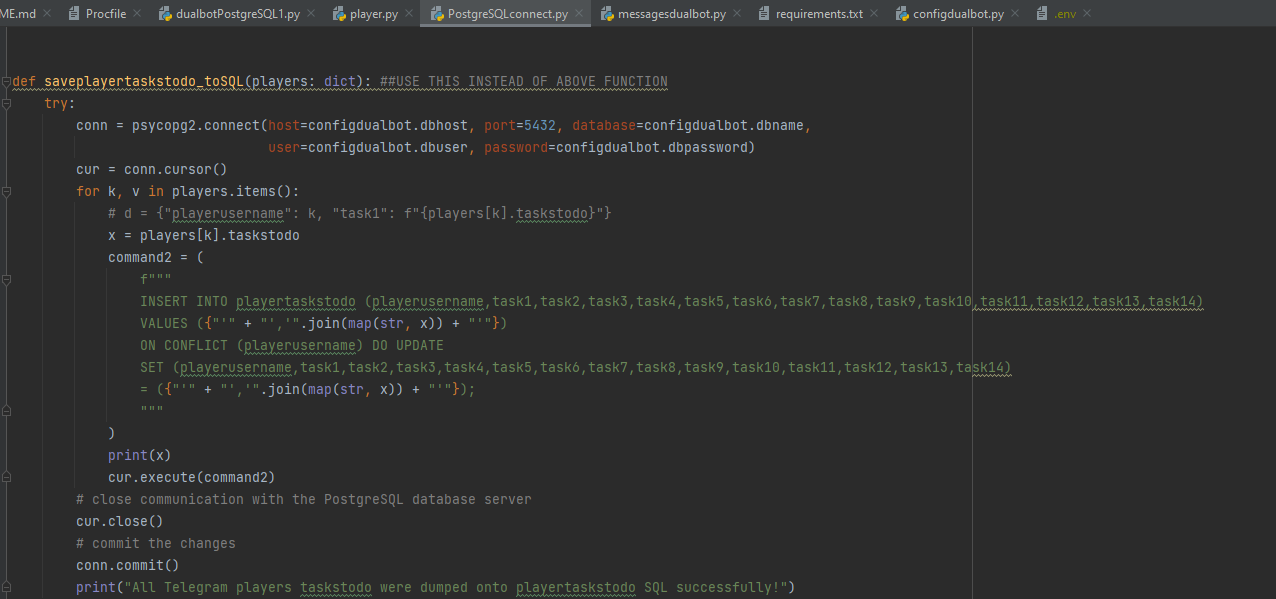 ME.md Procfile dualbotPostgreSQL1.py player.py PostgreSQLconnect.py messagesdualbot.py requirements.txt configdualbot.py .env
def saveplayertaskstodo_toSQL(players: dict): ##USE THIS INSTEAD OF ABOVE FUNCTION
try:
conn = psycopg2.connect(host=configdualbot.dbhost, port=5432, database=configdualbot.dbname,
user=configdualbot.dbuser, password=configdualbot.dbpassword)
cur = conn.cursor()
for k, v in players.items():
# d = {"playerusername": k, "task1": f"{players[k].taskstodo}"}
x = players[k].taskstodo
command2 = (
f"""
INSERT INTO playertaskstodo (playerusername,task1,task2,task3,task4,task5,task6,task7,task8,task9,task10,task11,task12,task13,task14)
VALUES ({"'" + "','".join(map(str, x)) + "'"})
ON CONFLICT (playerusername) DO UPDATE
SET (playerusername,task1,task2,task3,task4,task5,task6,task7,task8,task9,task10,task11,task12,task13,task14)
= ({"'" + "','".join(map(str, x)) + "'"});
"""
)
print(x)
cur.execute(command2)
# close communication with the PostgreSQL database server
cur.close()
# commit the changes
conn.commit()
print("All Telegram players taskstodo were dumped onto playertaskstodo SQL successfully!")